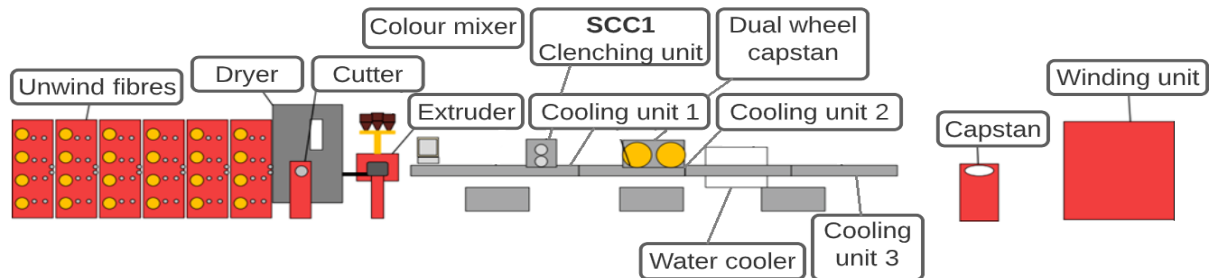 Colour mixer
SCC1
Clenching unit
Dual wheel
capstan
Unwind fibres
Dryer
Cutter
Winding unit
Extruder
Cooling unit 1
Cooling unit 2
Capstan
Cooling
unit 3
Water cooler